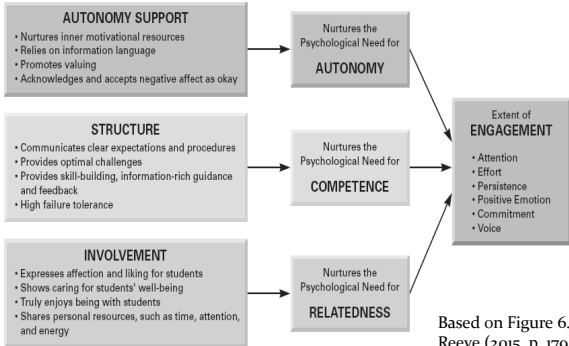 AUTONOMY SUPPORT
• Nurtures inner motivational resources
• Relies on information language
• Promotes valuing
• Acknowledges and accepts negative affect as okay
Nurtures the
Psychological Need for
AUTONOMY
STRUCTURE
• Communicates clear expectations and procedures
• Provides optimal challenges
• Provides skill-building, information-rich guidance
and feedback
• High failure tolerance
Nurtures the
Psychological Need for
COMPETENCE
INVOLVEMENT
• Expresses affection and liking for students
• Shows caring for students' well-being
• Truly enjoys being with students
• Shares personal resources, such as time, attention,
and energy
Nurtures the
Psychological Need for
RELATEDNESS
Extent of
ENGAGEMENT
• Attention
• Effort
• Persistence
• Positive Emotion
• Commitment
• Voice
Based on Figure 6.
Reeve (2015, p. 179